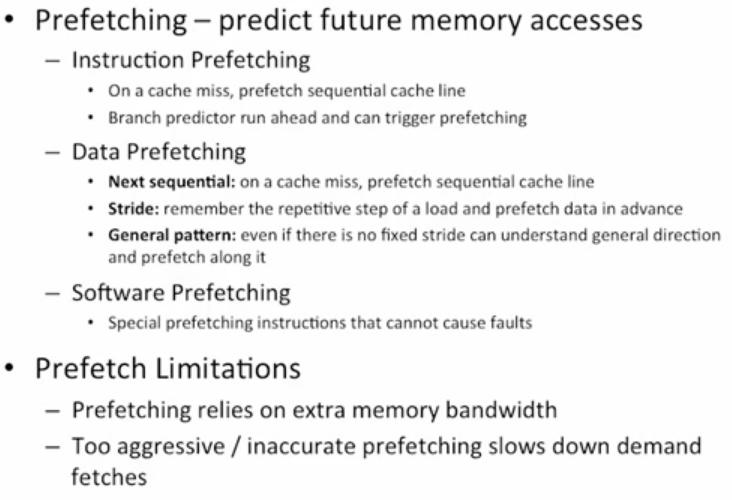 • Prefetching – predict future memory accesses
– Instruction Prefetching
• On a cache miss, prefetch sequential cache line
• Branch predictor run ahead and can trigger prefetching
– Data Prefetching
• Next sequential: on a cache miss, prefetch sequential cache line
• Stride: remember the repetitive step of a load and prefetch data in advance
• General pattern: even if there is no fixed stride can understand general direction
and prefetch along it
– Software Prefetching
• Special prefetching instructions that cannot cause faults
• Prefetch Limitations
– Prefetching relies on extra memory bandwidth
– Too aggressive / inaccurate prefetching slows down demand
fetches